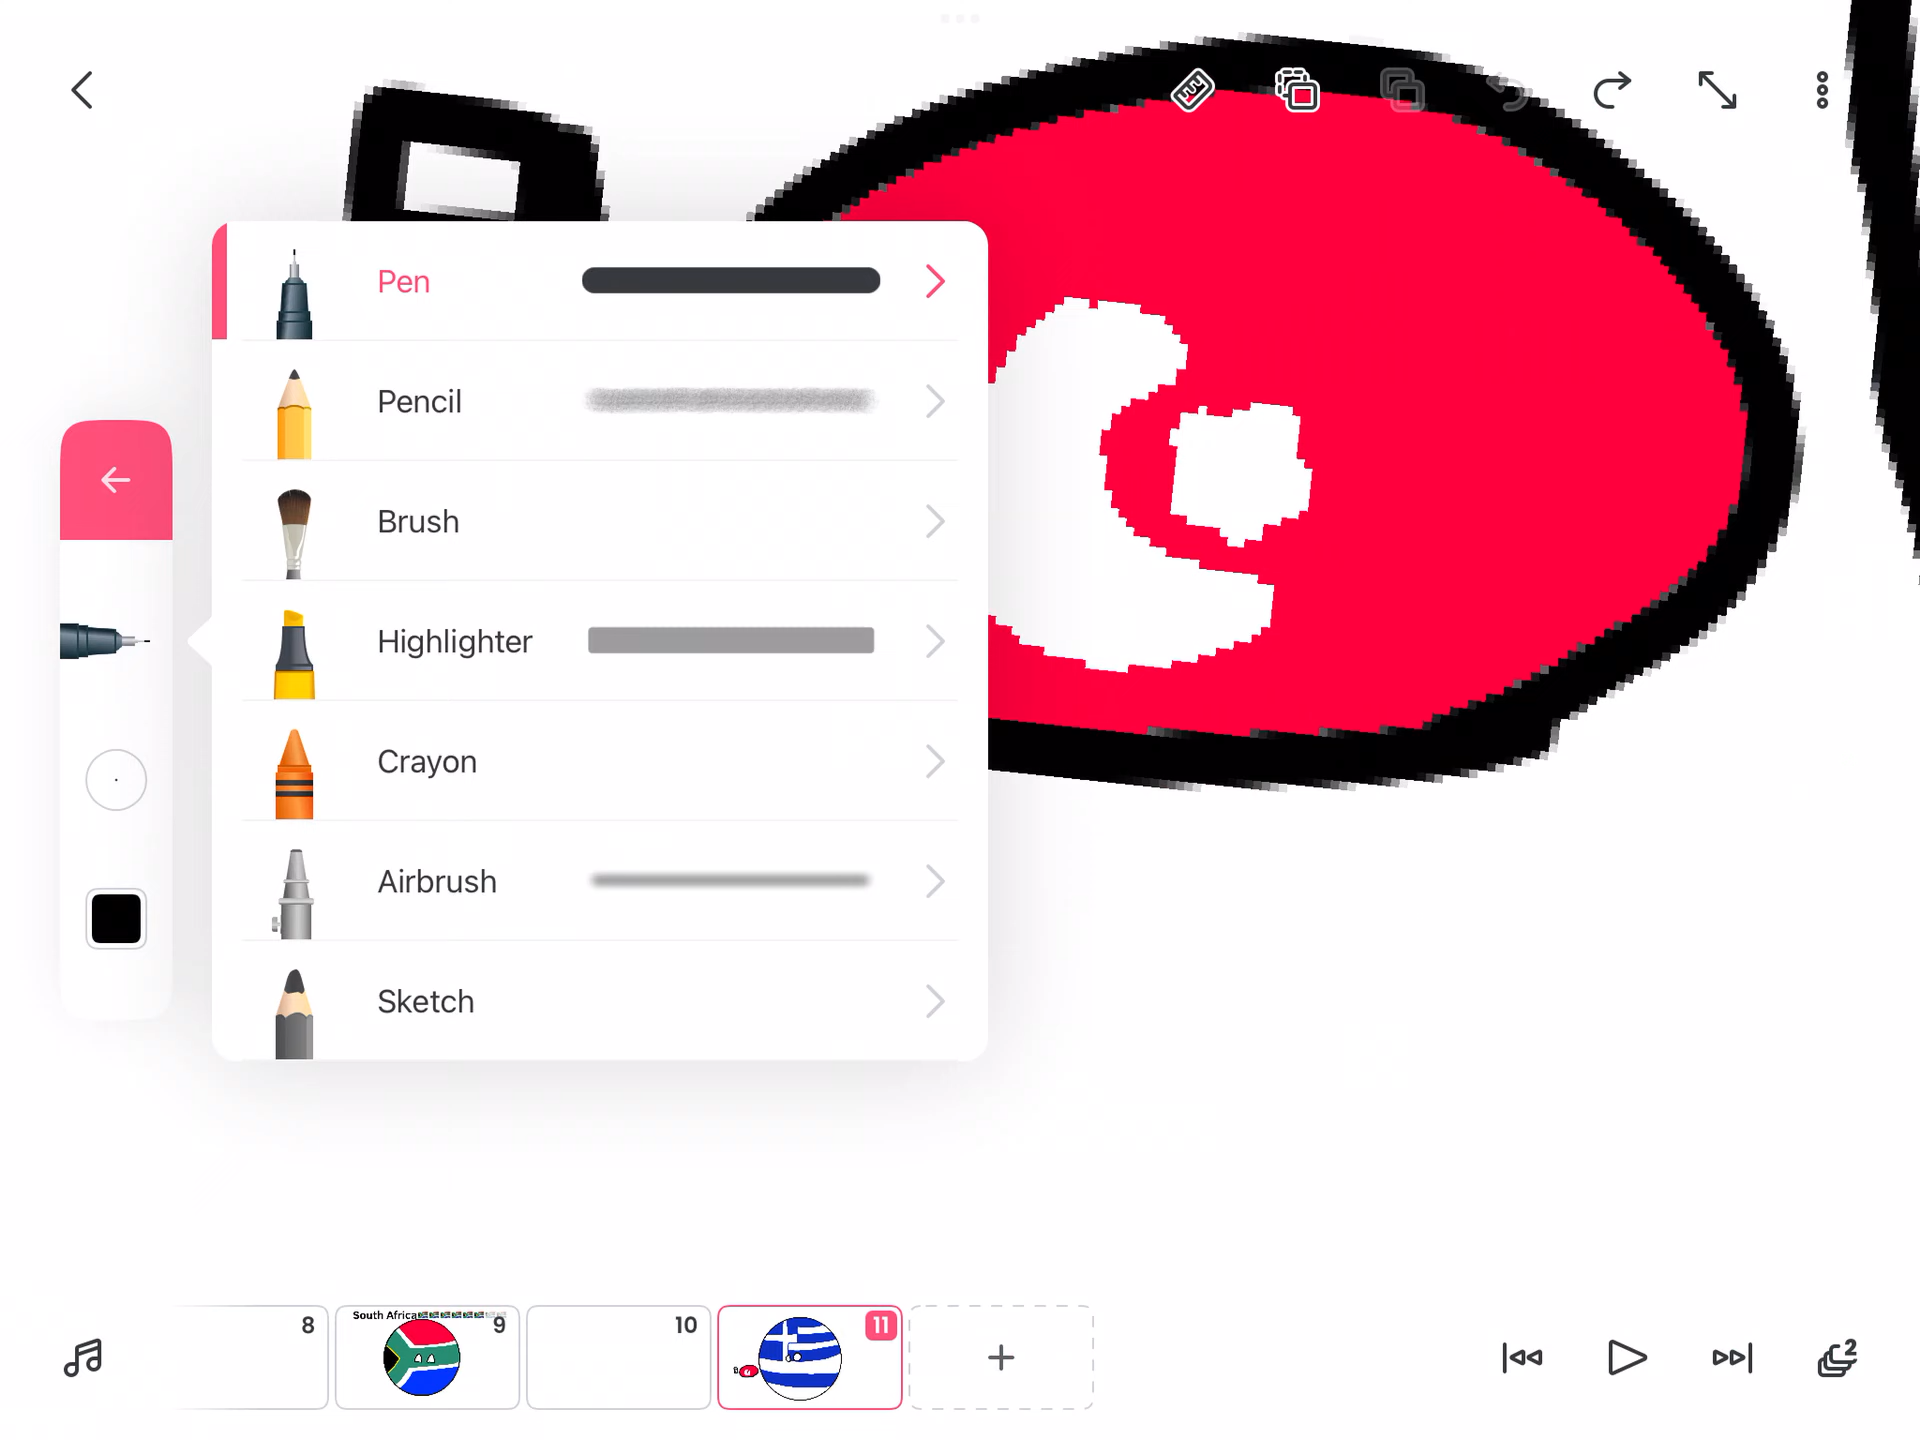 Pen
Pencil
Brush
Highlighter
Crayon
Airbrush
Sketch
8
South Africa
9
10
11
2